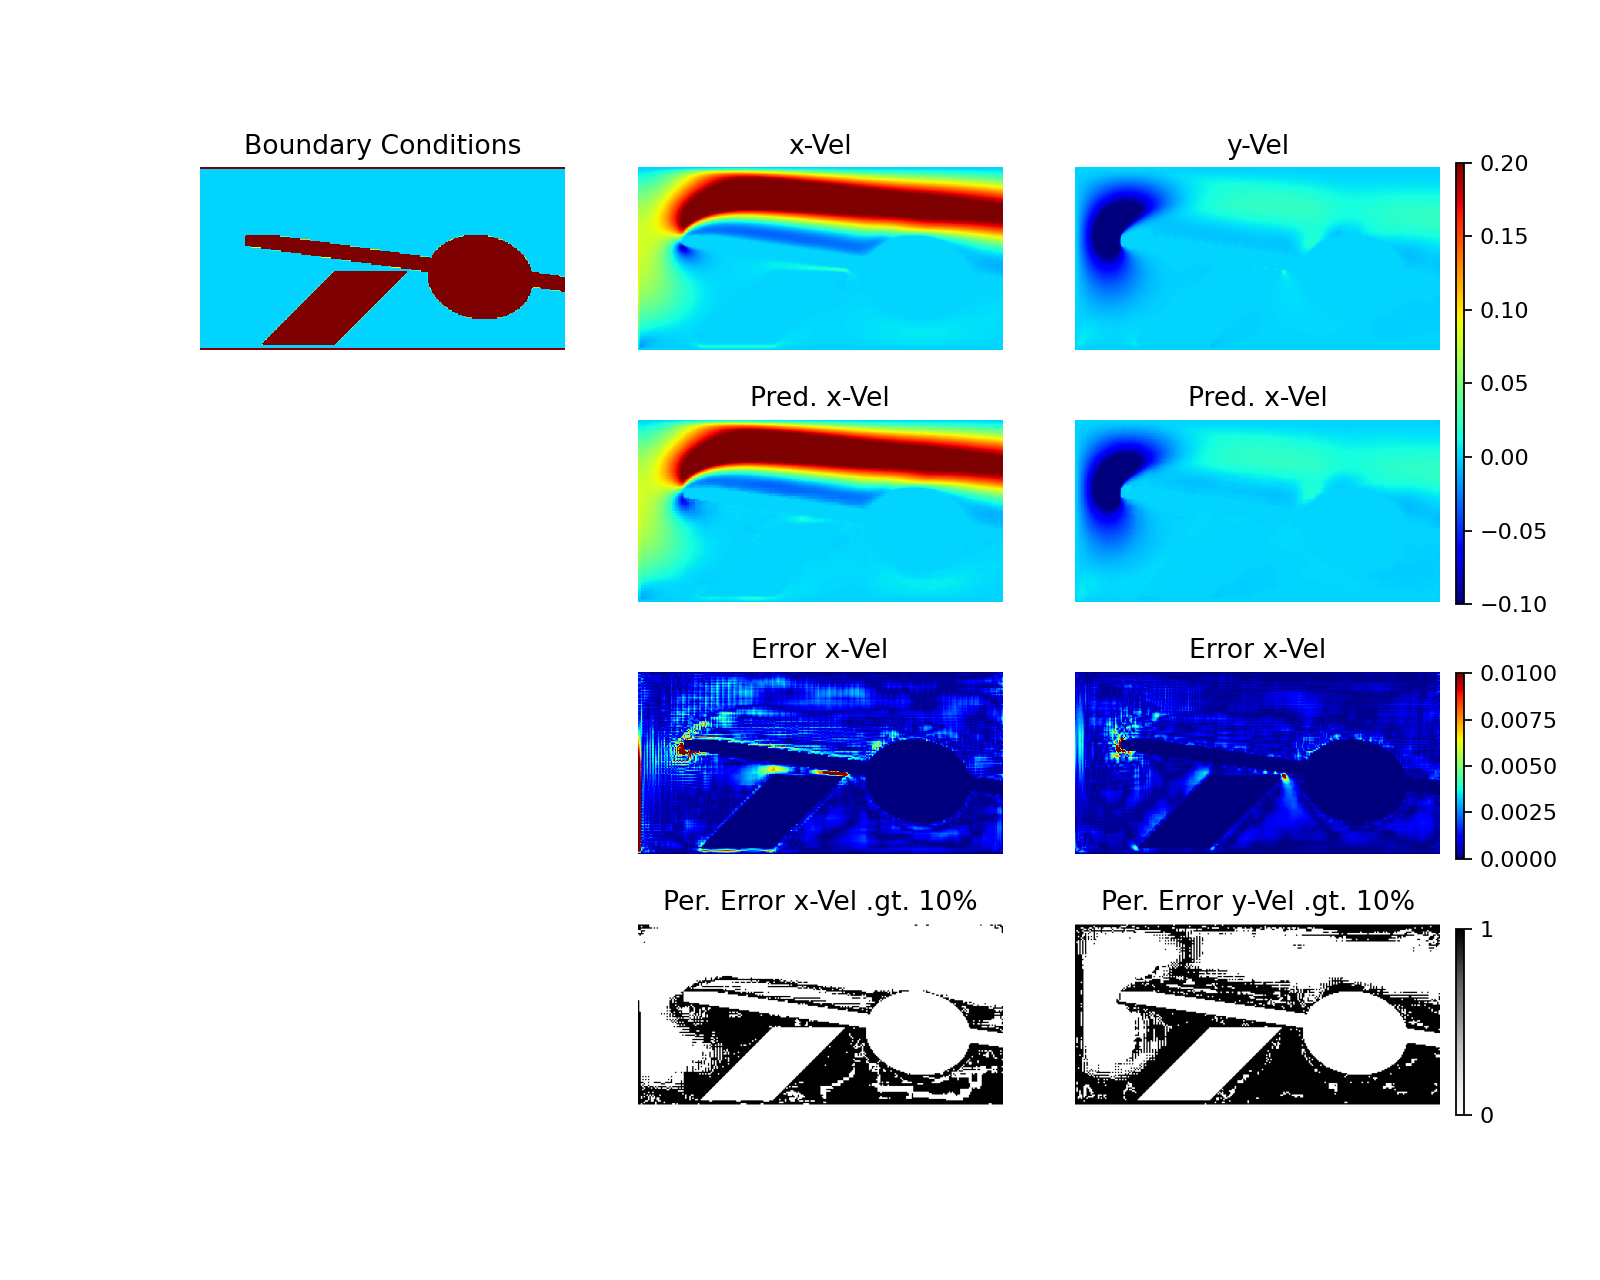 Boundary Conditions
x-Vel
y-Vel
0.20
0.15
0.10
0.05
0.00
−0.05
−0.10
Pred. x-Vel
Pred. x-Vel
Error x-Vel
Error x-Vel
0.0100
0.0075
0.0050
0.0025
0.0000
Per. Error x-Vel .gt. 10%
Per. Error y-Vel .gt. 10%
1
0